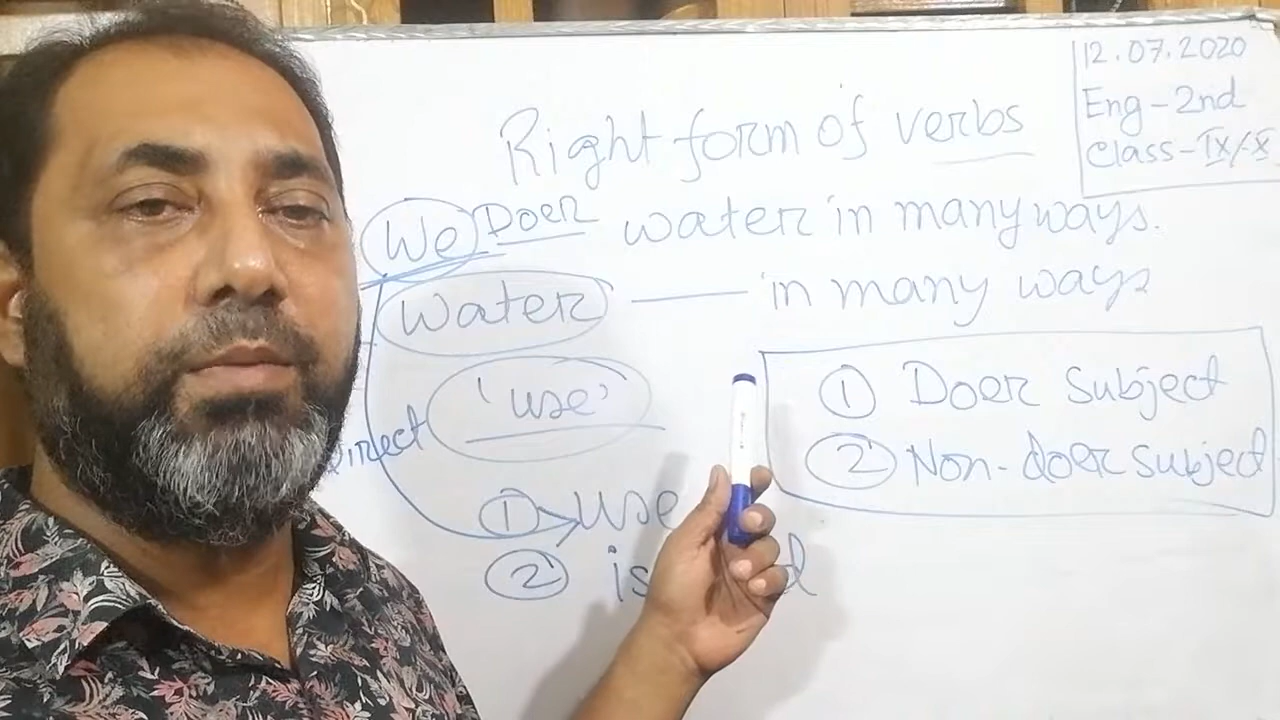 12.07.2020
Eng-2nd
Class-IX/X
Right form of verbs
We Doer water in many ways.
Water —— in many ways
'use'
Direct
① use
② is
① Doer subject
② Non-doer subject